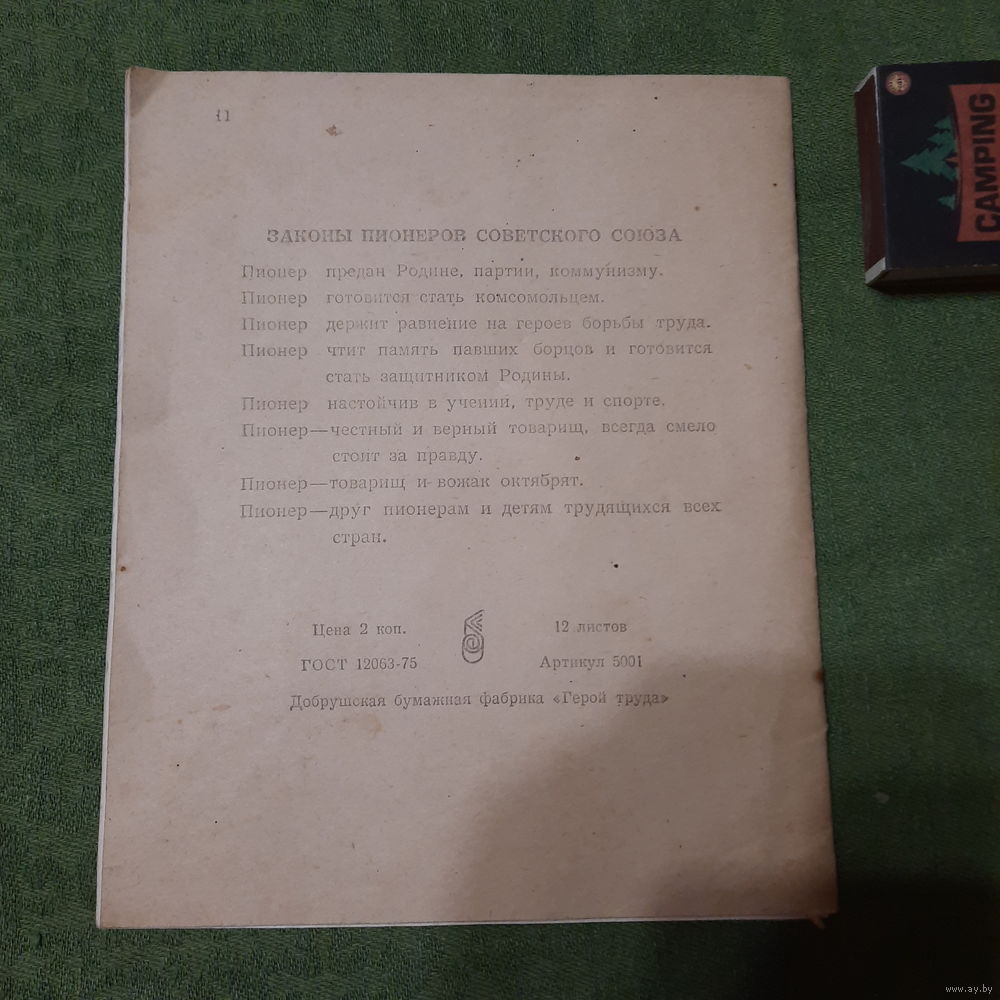 11
ЗАКОНЫ ПИОНЕРОВ СОВЕТСКОГО СОЮЗА
Пионер предан Родине, партии, коммунизму.
Пионер готовится стать комсомольцем.
Пионер держит равнение на героев борьбы труда.
Пионер чтит память павших борцов и готовится
стать защитником Родины.
Пионер настойчив в учении, труде и спорте.
Пионер—честный и верный товарищ, всегда смело
стоит за правду.
Пионер—товарищ и вожак октябрят.
Пионер—друг пионерам и детям трудящихся всех
стран.
Цена 2 коп. 12 листов
ГОСТ 12063-75 Артикул 5001
Добрушская бумажная фабрика «Герой труда»
CAMPING
www.ay.by